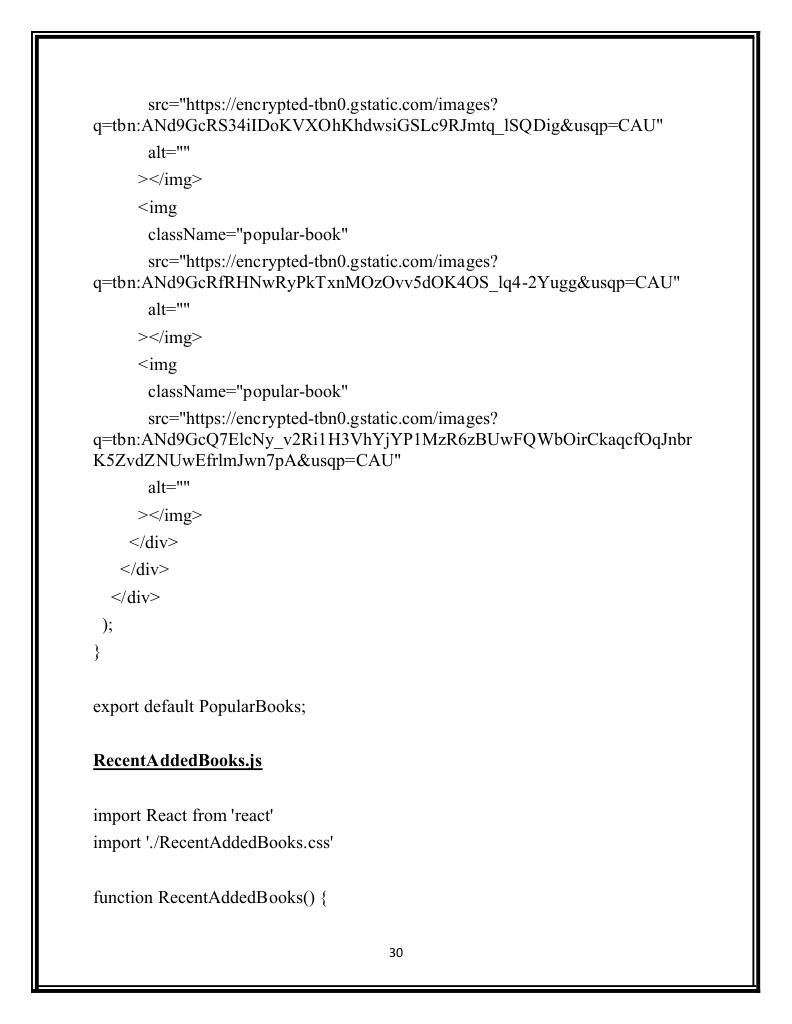 src="https://encrypted-tbn0.gstatic.com/images?
q=tbn:ANd9GcRS34iIDoKVXOhKhdwsiGSLc9RJmtq_lSQDig&usqp=CAU"
alt=""
></img>
<img
className="popular-book"
src="https://encrypted-tbn0.gstatic.com/images?
q=tbn:ANd9GcRfRHNwRyPkTxnMOzOvv5dOK4OS_lq4-2Yugg&usqp=CAU"
alt=""
></img>
<img
className="popular-book"
src="https://encrypted-tbn0.gstatic.com/images?
q=tbn:ANd9GcQ7ElcNy_v2Ri1H3VhYjYP1MzR6zBUwFQWbOirCkaqcfOqJnbr
K5ZvdZNUwEfrlmJwn7pA&usqp=CAU"
alt=""
></img>
</div>
</div>
</div>
);
}
export default PopularBooks;
RecentAddedBooks.js
import React from 'react'
import './RecentAddedBooks.css'
function RecentAddedBooks() {
30